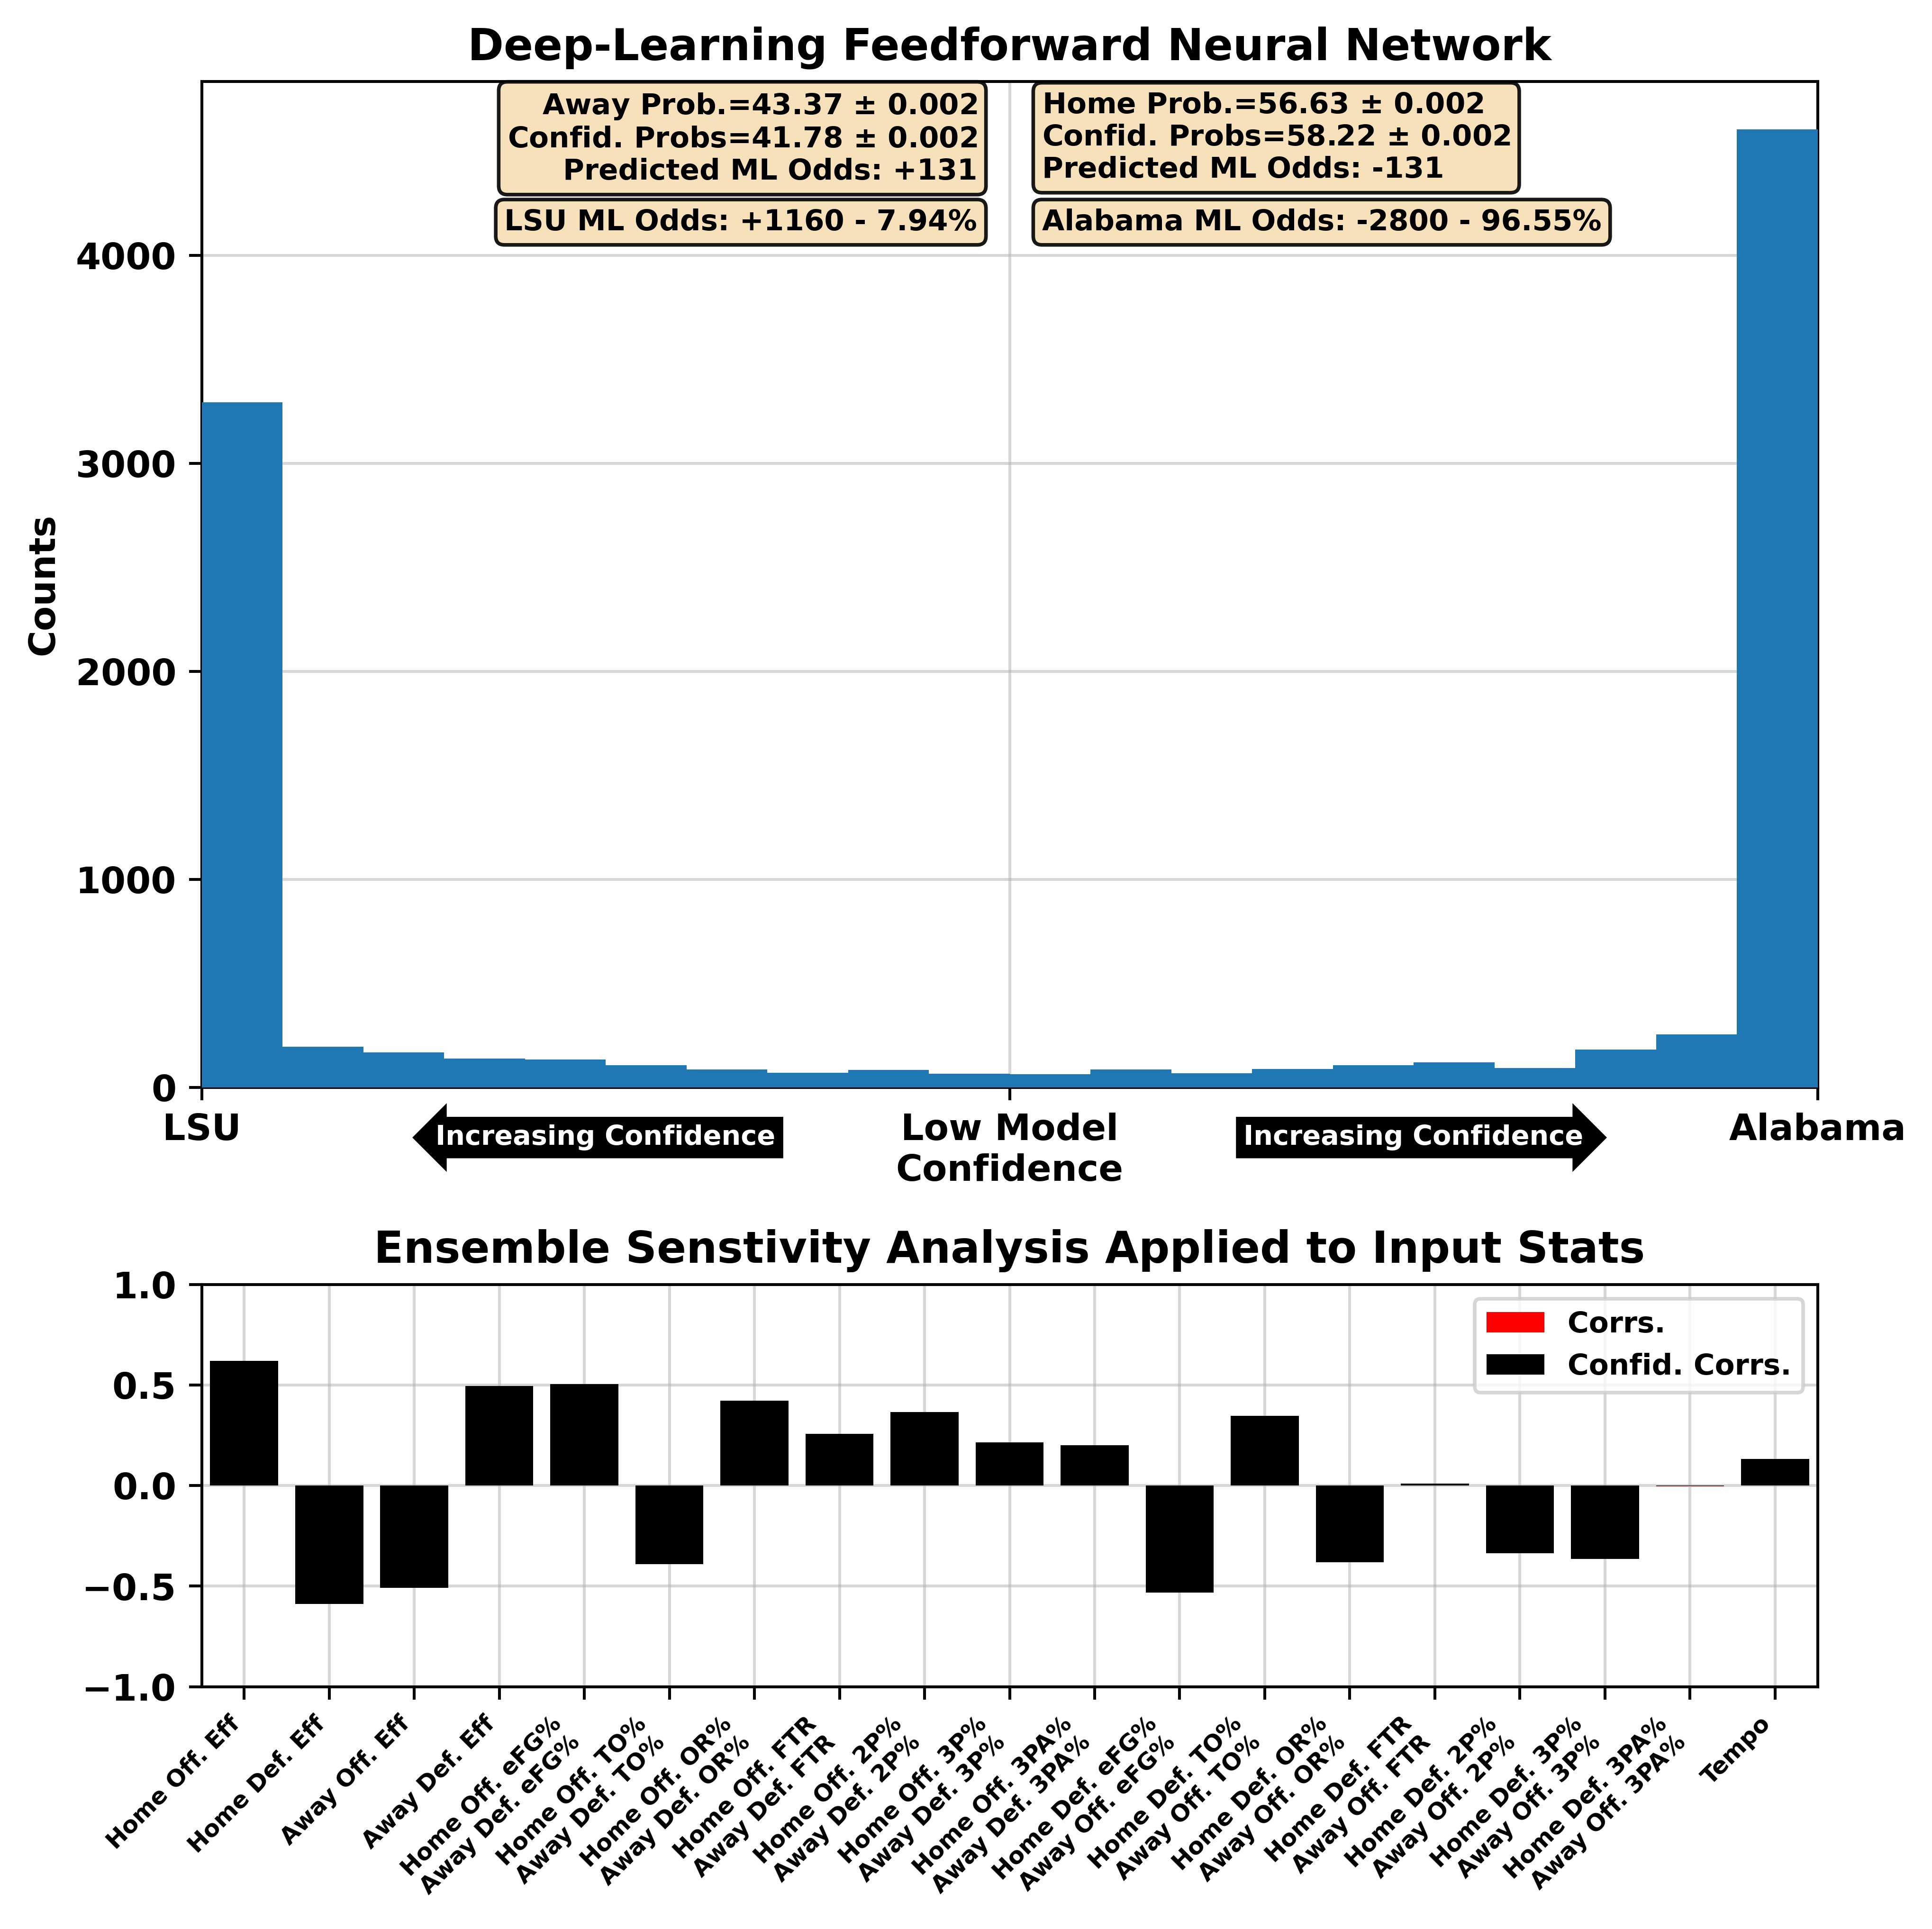 Deep-Learning Feedforward Neural Network
Away Prob.=43.37 ± 0.002
Confid. Probs=41.78 ± 0.002
Predicted ML Odds: +131
LSU ML Odds: +1160 - 7.94%
Home Prob.=56.63 ± 0.002
Confid. Probs=58.22 ± 0.002
Predicted ML Odds: -131
Alabama ML Odds: -2800 - 96.55%
Counts
4000
3000
2000
1000
0
LSU
Increasing Confidence
Low Model
Confidence
Increasing Confidence
Alabama
Ensemble Senstivity Analysis Applied to Input Stats
Corrs.
Confid. Corrs.
1.0
0.5
0.0
−0.5
−1.0
Home Off. Eff
Home Def. Eff
Away Off. Eff
Away Def. Eff
Home Off. eFG%
Away Def. eFG%
Home Off. TO%
Away Def. TO%
Home Off. OR%
Away Def. OR%
Home Off. FTR
Away Def. FTR
Home Off. 2P%
Away Def. 2P%
Home Off. 3P%
Away Def. 3P%
Home Off. 3PA%
Away Def. 3PA%
Home Def. eFG%
Away Off. eFG%
Home Def. TO%
Away Off. TO%
Home Def. OR%
Away Off. OR%
Home Def. FTR
Away Off. FTR
Home Def. 2P%
Away Off. 2P%
Home Def. 3P%
Away Off. 3P%
Home Def. 3PA%
Away Off. 3PA%
Tempo